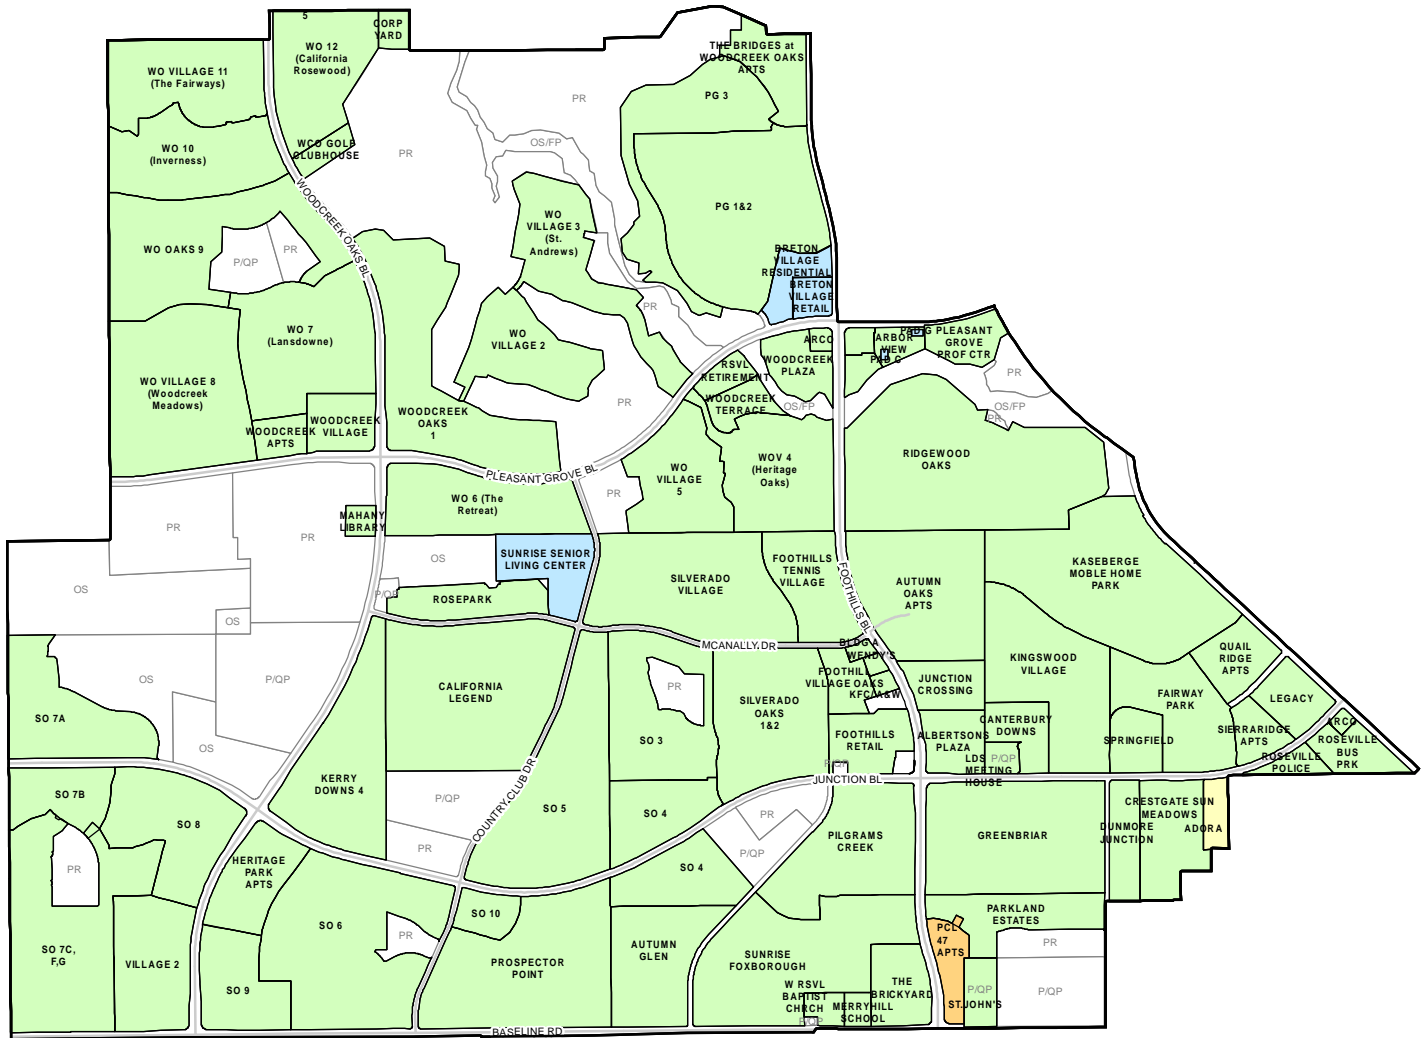 5
CORP
YARD
WO 12
(California
Rosewood)
WO VILLAGE 11
(The Fairways)
THE BRIDGES at
WOODCREEK OAKS
APTS
PG 3
PR
PR
OS/FP
WO 10
(Inverness)
WCO GOLF
CLUBHOUSE
WOODCREEK OAKS BL
PG 1&2
WO
VILLAGE 3
(St.
Andrews)
WO OAKS 9
P/QP
PR
BRETON
VILLAGE
RESIDENTIAL
BRETON
VILLAGE
RETAIL
PR
WO 7
(Lansdowne)
WO
VILLAGE 2
ARCO
ARBOR
VIEW
PAD G
PAD C
PLEASANT
GROVE
PROF CTR
WOODCREEK
PLAZA
RSVL
RETIREMENT
PR
WO VILLAGE 8
(Woodcreek
Meadows)
WOODCREEK
TERRACE
OS/FP
OS/FP
PR
PR
WOODCREEK
OAKS
1
WOODCREEK
VILLAGE
WOODCREEK
APTS
RIDGEWOOD
OAKS
WOV 4
(Heritage
Oaks)
WO
VILLAGE
5
PLEASANT GROVE BL
PR
WO 6 (The
Retreat)
MAHANY
LIBRARY
PR
PR
OS
SUNRISE SENIOR
LIVING CENTER
SILVERADO
VILLAGE
FOOTHILLS
TENNIS
VILLAGE
FOOTHILLS BL
AUTUMN
OAKS
APTS
KASEBERGE
MOBLE HOME
PARK
OS
P/QP
ROSEPARK
OS
MCANALLY DR
BLDG A
WENDY'S
QUAIL
RIDGE
APTS
KINGSWOOD
VILLAGE
OS
P/QP
CALIFORNIA
LEGEND
PR
FOOTHILL
VILLAGE OAKS
KFC/A&W
JUNCTION
CROSSING
FAIRWAY
PARK
LEGACY
SO 7A
SILVERADO
OAKS
1&2
CANTERBURY
DOWNS
ARCO
SIERRARIDGE
APTS
ROSEVILLE
BUS
PRK
OS
SO 3
FOOTHILLS
RETAIL
ALBERTSONS
PLAZA
SPRINGFIELD
LDS
MEETING
HOUSE
P/QP
ROSEVILLE
POLICE
P/QP
JUNCTION BL
KERRY
DOWNS 4
COUNTRY CLUB DR
SO 7B
P/QP
SO 5
SO 4
PR
CRESTGATE SUN
MEADOWS
ADORA
DUNMORE
JUNCTION
SO 8
PILGRAMS
CREEK
GREENBRIAR
PR
P/QP
PR
HERITAGE
PARK
APTS
SO 4
SO 10
PARKLAND
ESTATES
SO 6
PR
PCL
47
APTS
PR
SO 7C,
F,G
VILLAGE 2
AUTUMN
GLEN
PROSPECTOR
POINT
SUNRISE
FOXBOROUGH
SO 9
W RSVL
BAPTIST
CHRCH
THE
BRICKYARD
P/QP
P/QP
MERRYHILL
SCHOOL
ST.JOHN'S
P/QP
BASELINE RD